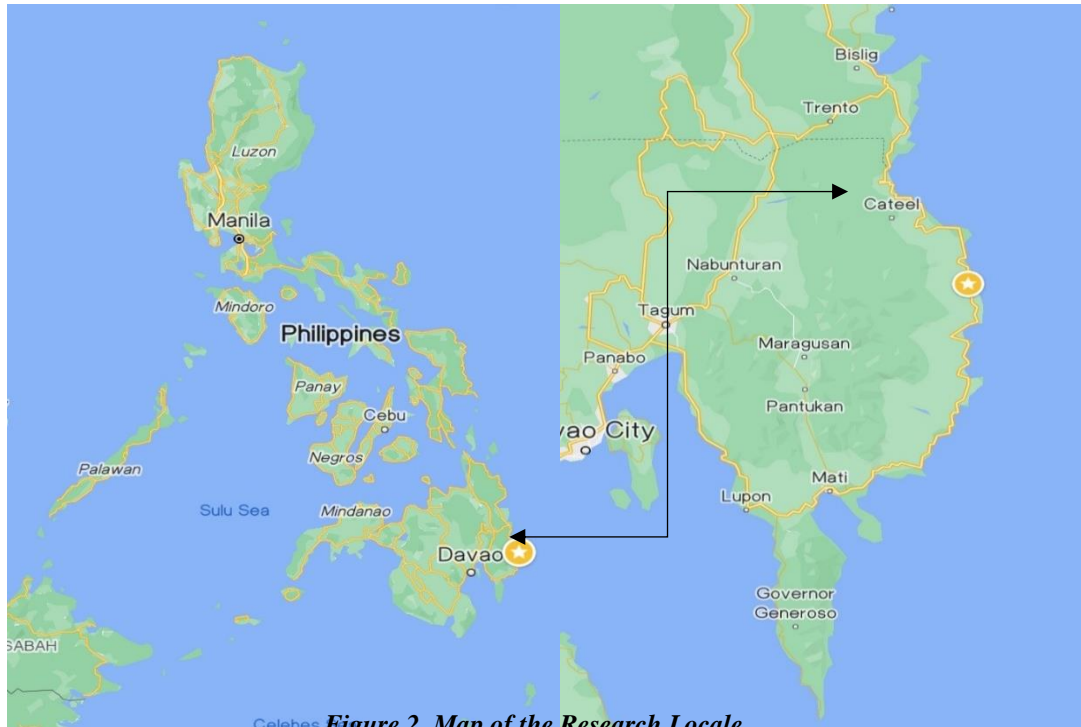 Luzon
Manila
Mindoro
Philippines
Panay
Cebu
Negros
Palawan
Sulu Sea
Mindanao
Davao
SABAH
Celebes
Bislig
Trento
Cateel
Nabunturan
Tagum
Maragusan
Panabo
Pantukan
vao City
Mati
Lupon
Governor
Generoso
Figure 2. Map of the Research Locale